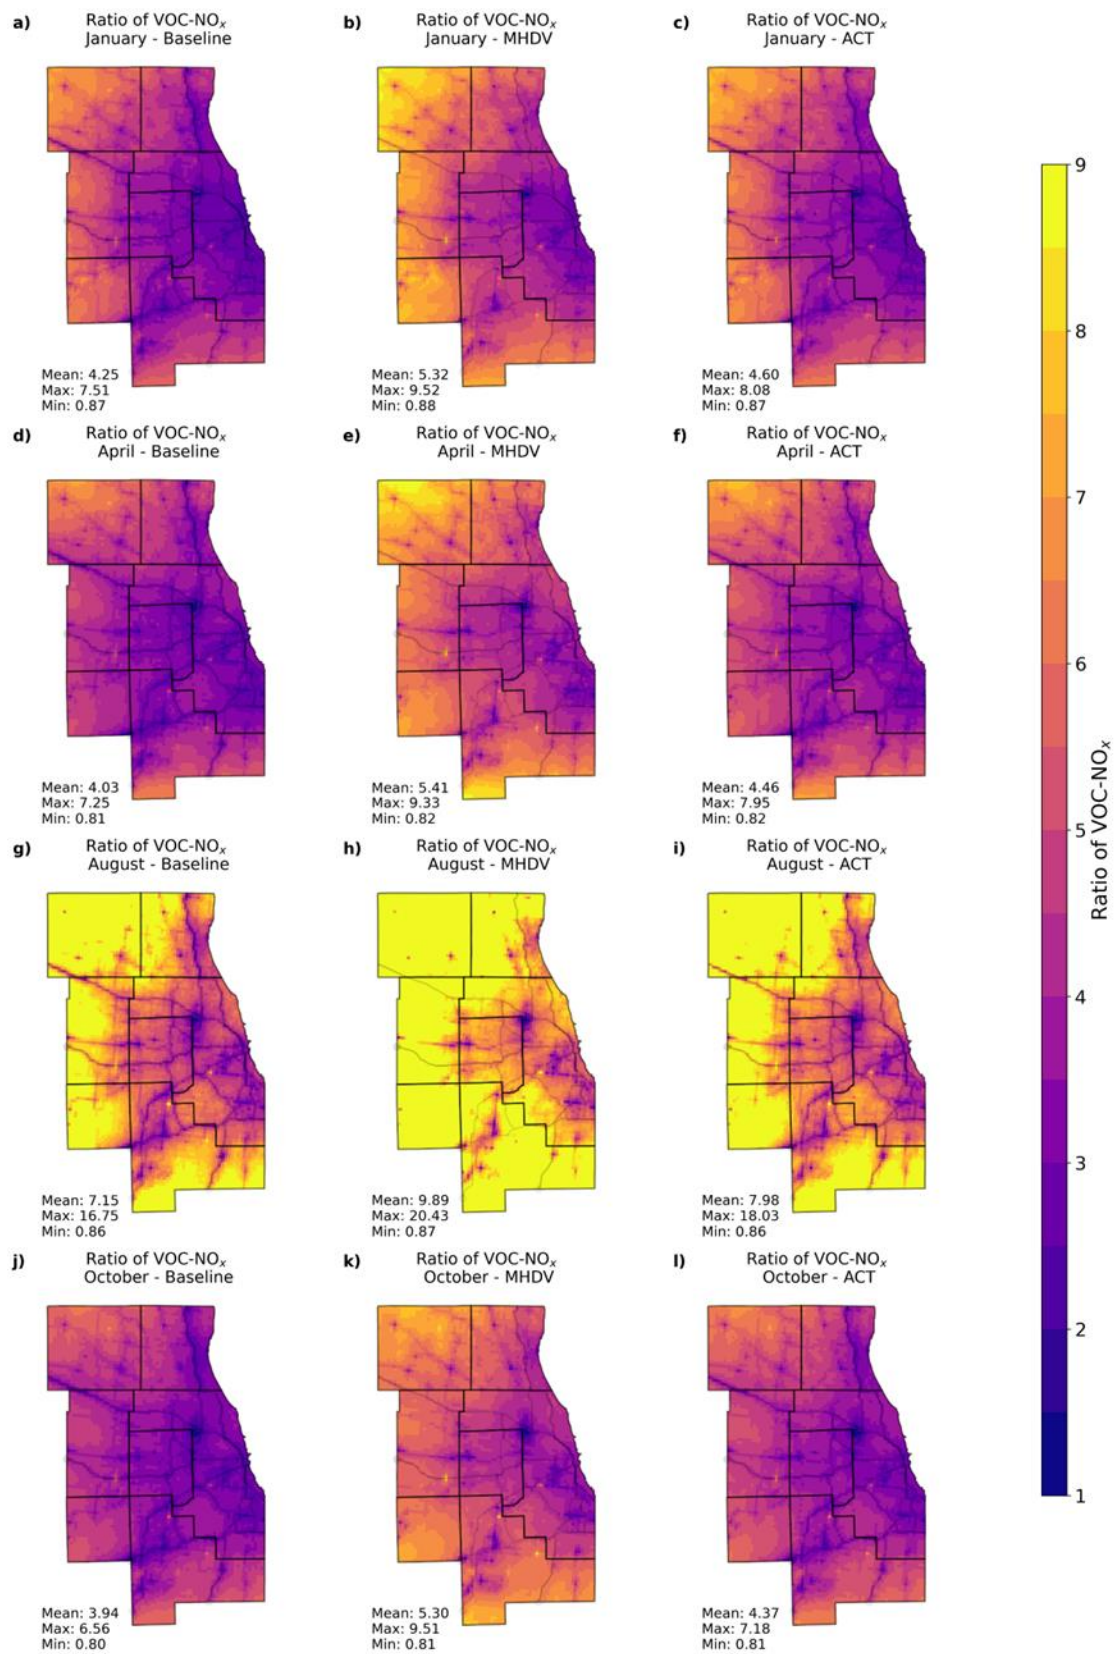 a) Ratio of VOC-NOₓ
January - Baseline
Mean: 4.25
Max: 7.51
Min: 0.87
b) Ratio of VOC-NOₓ
January - MHDV
Mean: 5.32
Max: 9.52
Min: 0.88
c) Ratio of VOC-NOₓ
January - ACT
Mean: 4.60
Max: 8.08
Min: 0.87
d) Ratio of VOC-NOₓ
April - Baseline
Mean: 4.03
Max: 7.25
Min: 0.81
e) Ratio of VOC-NOₓ
April - MHDV
Mean: 5.41
Max: 9.33
Min: 0.82
f) Ratio of VOC-NOₓ
April - ACT
Mean: 4.46
Max: 7.95
Min: 0.82
g) Ratio of VOC-NOₓ
August - Baseline
Mean: 7.15
Max: 16.75
Min: 0.86
h) Ratio of VOC-NOₓ
August - MHDV
Mean: 9.89
Max: 20.43
Min: 0.87
i) Ratio of VOC-NOₓ
August - ACT
Mean: 7.98
Max: 18.03
Min: 0.86
j) Ratio of VOC-NOₓ
October - Baseline
Mean: 3.94
Max: 6.56
Min: 0.80
k) Ratio of VOC-NOₓ
October - MHDV
Mean: 5.30
Max: 9.51
Min: 0.81
l) Ratio of VOC-NOₓ
October - ACT
Mean: 4.37
Max: 7.18
Min: 0.81
9
8
7
6
5
4
3
2
1
Ratio of VOC-NOₓ